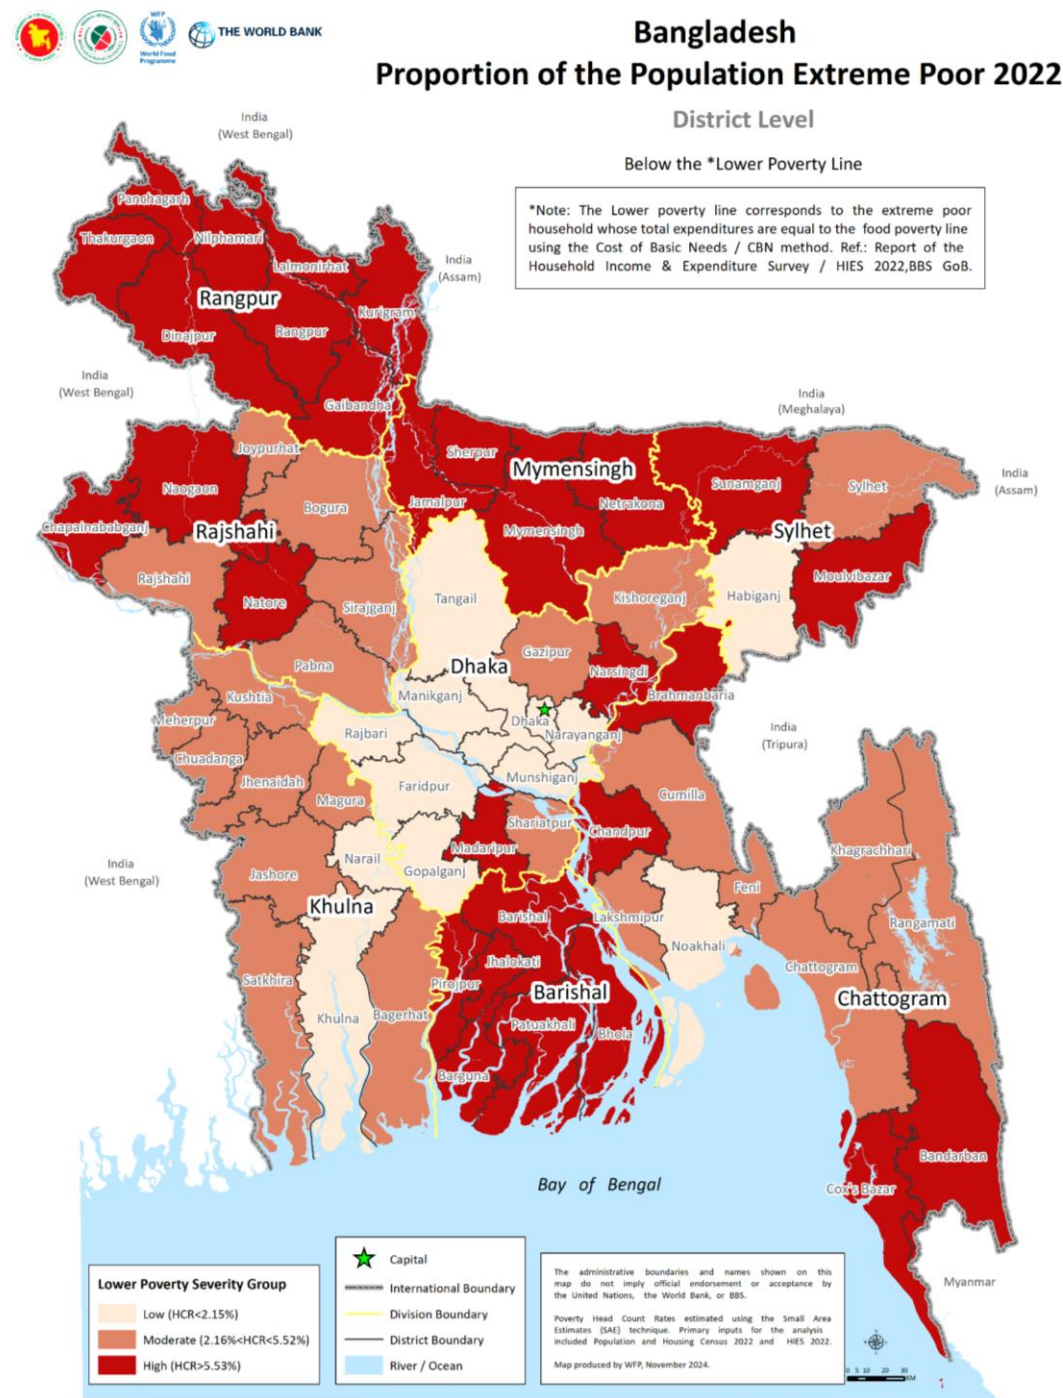 WFP
World Food
Programme
THE WORLD BANK
Bangladesh
Proportion of the Population Extreme Poor 2022
District Level
Below the *Lower Poverty Line
*Note: The Lower poverty line corresponds to the extreme poor
household whose total expenditures are equal to the food poverty line
using the Cost of Basic Needs / CBN method. Ref.: Report of the
Household Income & Expenditure Survey / HIES 2022,BBS GoB.
India
(West Bengal)
Panchagarh
Thakurgaon
Nilphamari
Lalmonirhat
India
(Assam)
Rangpur
Kurigram
Dinajpur
Rangpur
India
(West Bengal)
Gaibandha
India
(Meghalaya)
Joypurhat
Sherpur
Mymensingh
India
(Assam)
Naogaon
Bogura
Jamalpur
Netrakona
Sunamganj
Sylhet
Chapainababganj
Rajshahi
Mymensingh
Sylhet
Rajshahi
Natore
Sirajganj
Tangail
Kishoreganj
Habiganj
Moulvibazar
Pabna
Dhaka
Gazipur
Narsingdi
Brahmanbaria
Kushtia
Manikganj
Meherpur
Dhaka
Narayanganj
India
(Tripura)
Rajbari
Chuadanga
Jhenaidah
Magura
Faridpur
Munshiganj
Cumilla
Shariatpur
Chandpur
Madaripur
Khagrachhari
India
(West Bengal)
Jashore
Narail
Gopalganj
Feni
Khulna
Barishal
Lakshmipur
Noakhali
Rangamati
Satkhira
Jhalokati
Pirojpur
Chattogram
Barishal
Chattogram
Khulna
Bagerhat
Patuakhali
Bhola
Barguna
Bandarban
Cox's Bazar
Bay of Bengal
Myanmar
Lower Poverty Severity Group
Low (HCR<2.15%)
Moderate (2.16%<HCR<5.52%)
High (HCR>5.53%)
Capital
International Boundary
Division Boundary
District Boundary
River / Ocean
The administrative boundaries and names shown on this
map do not imply official endorsement or acceptance by
the United Nations, the World Bank, or BBS.
Poverty Head Count Rates estimated using the Small Area
Estimates (SAE) technique. Primary inputs for the analysis
included Population and Housing Census 2022 and HIES 2022.
Map produced by WFP, November 2024.
0 5 10 20 30
KM